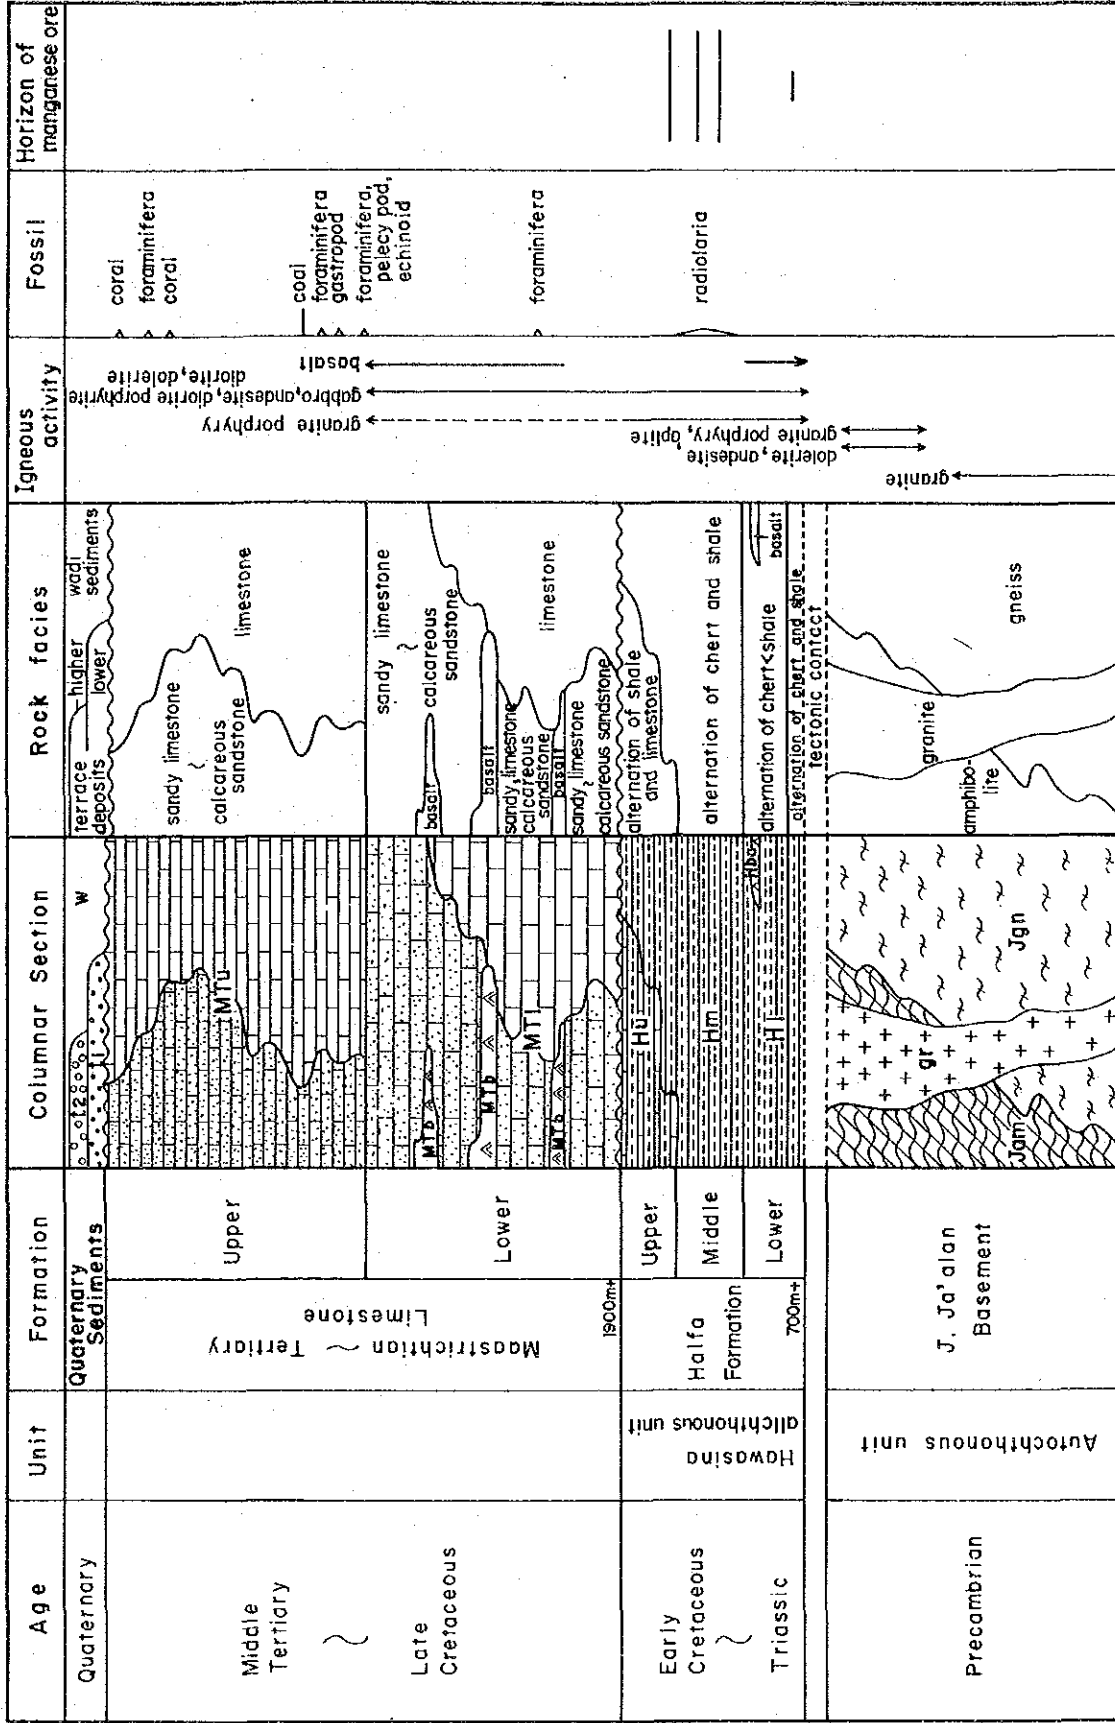 Age
Unit
Formation
Columnar Section
Rock facies
Igneous
activity
Fossil
Horizon of
manganese ore
Quaternary
Quaternary
Sediments
t2
t1
w
terrace
deposits
higher
lower
wadi
sediments
Middle
Tertiary
~
Late
Cretaceous
Maastrichtian ~ Tertiary
Limestone
1900m+
Upper
Lower
MTu
MTb
MTb
MTl
MTb
sandy limestone
~
calcareous
sandstone
limestone
sandy limestone
~
calcareous
sandstone
basalt
basalt
sandy limestone
~
calcareous
sandstone
basalt
limestone
sandy limestone
~
calcareous sandstone
granite porphyry
gabbro, andesite, diorite porphyrite
diorite, dolerite
basalt
coral
foraminifera
coral
coal
foraminifera
gastropod
foraminifera,
pelecy pod,
echinoid
foraminifera
Early
Cretaceous
~
Triassic
Hawasina
allchthonous unit
Halfa
Formation
700m+
Upper
Middle
Lower
Hu
Hm
Hl
Hba
alternation of shale
and limestone
alternation of chert and shale
alternation of chert<shale
basalt
alternation of chert and shale
tectonic contact
radiolaria
Precambrian
Autochthonous unit
J. Ja'alan
Basement
Jam
gr
Jgn
amphibo-
lite
granite
gneiss
granite
dolerite, andesite
granite porphyry, aplite